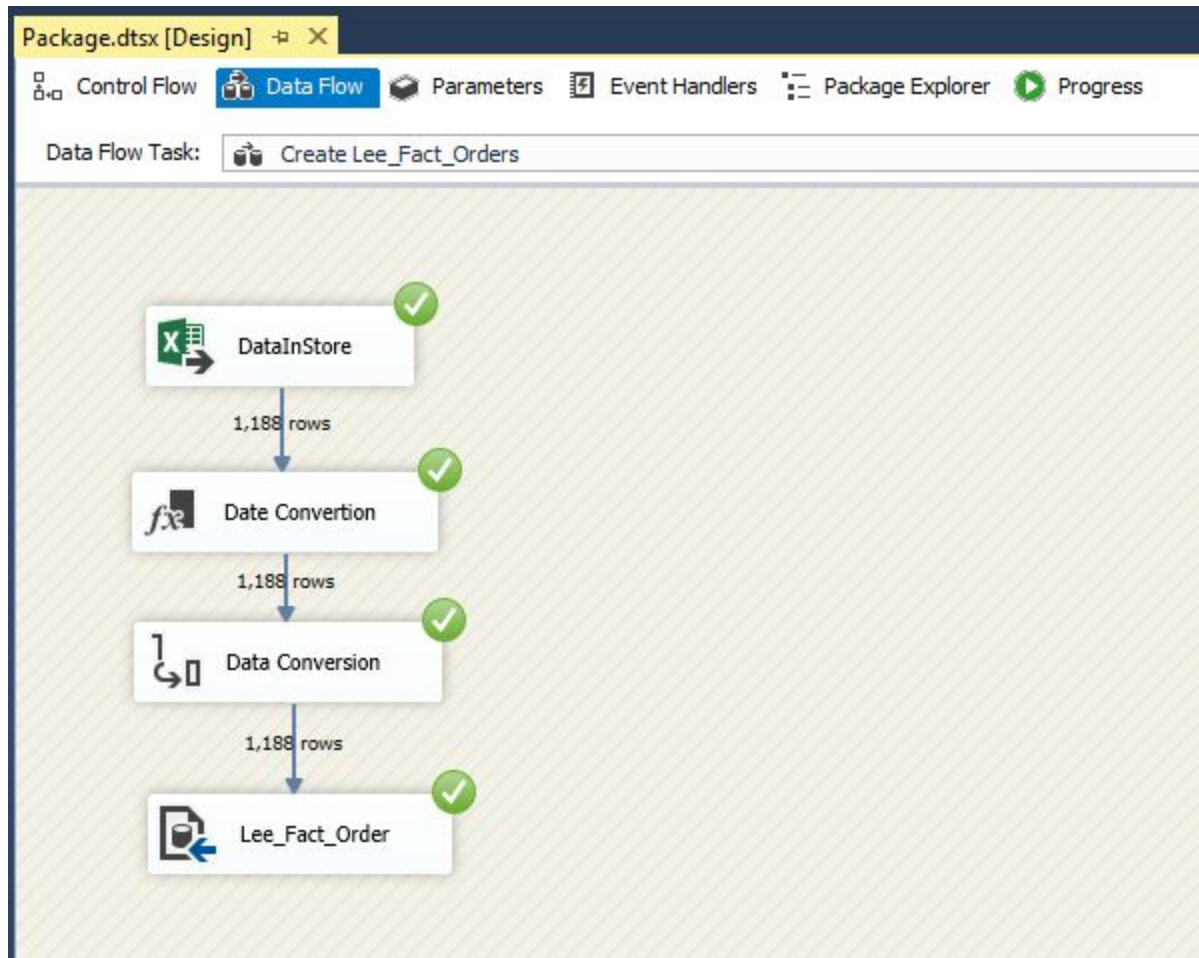 Package.dtsx [Design]
Control Flow Data Flow Parameters Event Handlers Package Explorer Progress
Data Flow Task: Create Lee_Fact_Orders
DataInStore
1,188 rows
Date Convertion
1,188 rows
Data Conversion
1,188 rows
Lee_Fact_Order